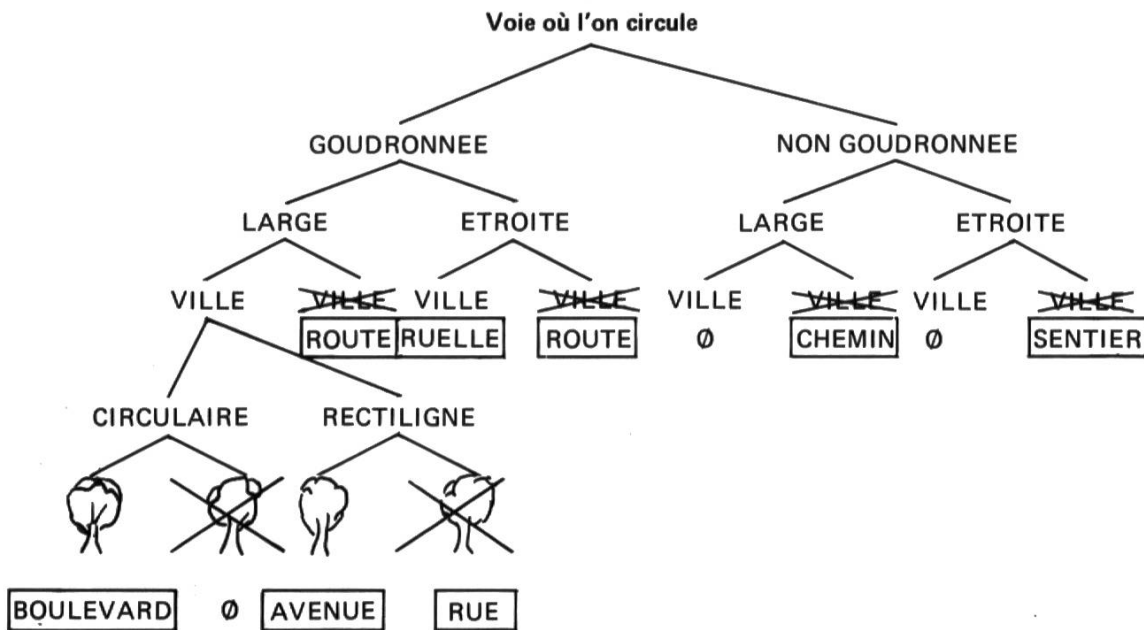 Voie où l'on circule
GOUDRONNEE NON GOUDRONNEE
LARGE ETROITE LARGE ETROITE
VILLE VILLE VILLE VILLE VILLE VILLE VILLE VILLE
ROUTE RUELLE ROUTE Ø CHEMIN Ø SENTIER
CIRCULAIRE RECTILIGNE
BOULEVARD Ø AVENUE RUE